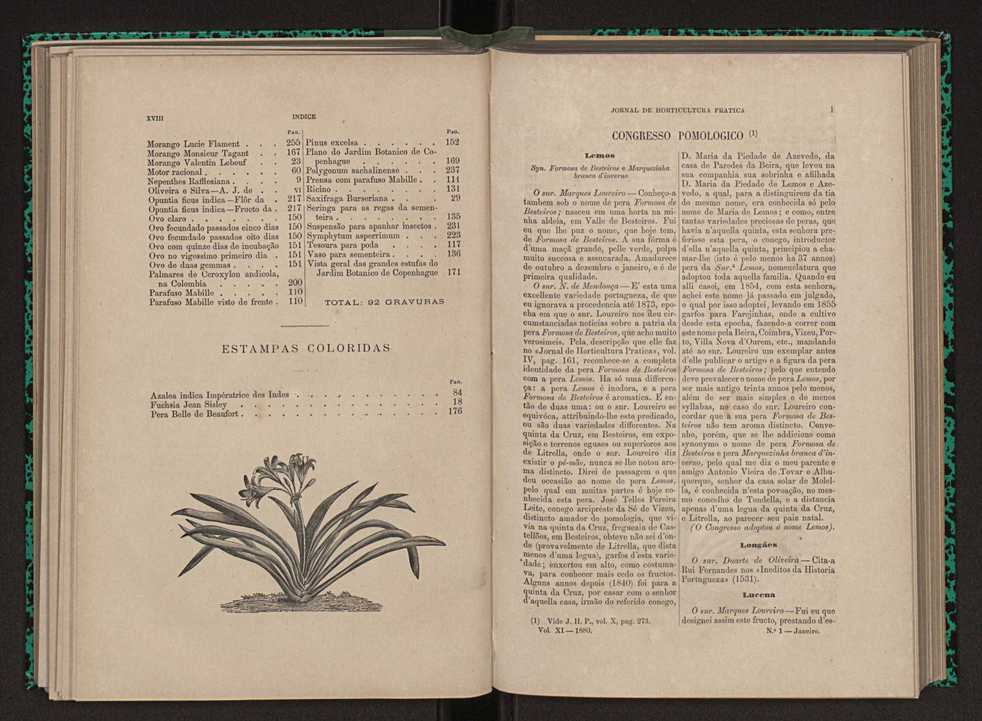 XVIII
INDICE
PAG.
Morango Lucie Flament . . . 255
Morango Monsieur Tagant . . 167
Morango Valentin Lebouf . . 23
Motor racional . . . . . . 60
Nepenthes Rafflesiana . . . . 9
Oliveira e Silva—A. J. de . . VI
Opuntia ficus indica—Flôr da . 217
Opuntia ficus indica—Fructo da . 217
Ovo claro . . . . . . . 150
Ovo fecundado passados cinco dias 150
Ovo fecundado passados oito dias 150
Ovo com quinze dias de incubação 151
Ovo no vigessimo primeiro dia . 151
Ovo de duas gemmas . . . . 151
Palmares de Ceroxylon andicola,
na Colombia . . . . . 200
Parafuso Mabille . . . . . 110
Parafuso Mabille visto de frente . 110
PAG.
Pinus excelsa . . . . . . 152
Plano do Jardim Botanico de Co-
penhague . . . . . . 169
Polygonum sachalinense . . . 237
Prensa com parafuso Mabille . . 114
Ricino . . . . . . . . 131
Saxifraga Burseriana . . . . 29
Seringa para as regas da semen-
teira . . . . . . . 135
Suspensão para apanhar insectos . 231
Symphytum asperrimum . . . 223
Tesoura para poda . . . . 117
Vaso para sementeira . . . . 136
Vista geral das grandes estufas do
Jardim Botanico de Copenhague 171
TOTAL: 92 GRAVURAS
ESTAMPAS COLORIDAS
PAG.
Azalea indica Impératrice des Indes . . . . . . . . . . . 84
Fuchsia Jean Sisley . . . . . . . . . . . . . . . 18
Pera Belle de Beaufort . . . . . . . . . . . . . . . 176
JORNAL DE HORTICULTURA PRATICA
1
CONGRESSO POMOLOGICO (1)
Lemos
Syn. Formosa de Besteiros e Marquezinha
branca d'inverno
O snr. Marques Loureiro—Conheço-a
tambem sob o nome de pera Formosa de
Besteiros; nasceu em uma horta na mi-
nha aldeia, em Valle de Besteiros. Fui
eu que lhe puz o nome, que hoje tem,
de Formosa de Besteiros. A sua fórma é
d'uma maçã grande, pelle verde, polpa
muito succosa e assucarada. Amadurece
de outubro a dezembro e janeiro, e é de
primeira qualidade.
O snr. N. de Mendonça—E' esta uma
excellente variedade portugueza, de que
eu ignorava a procedencia até 1875, epo-
cha em que o snr. Loureiro nos deu cir-
cumstanciadas noticias sobre a patria da
pera Formosa de Besteiros, que acho muito
verosimeis. Pela descripção que elle faz
no «Jornal de Horticultura Pratica», vol.
IV, pag. 161, reconhece-se a completa
identidade da pera Formosa de Besteiros
com a pera Lemos. Ha só uma differen-
ça: a pera Lemos é inodora, e a pera
Formosa de Besteiros é aromatica. E en-
tão de duas uma: ou o snr. Loureiro se
equivóca, attribuindo-lhe este predicado,
ou são duas variedades differentes. Na
quinta da Cruz, em Besteiros, em expo-
sição e terrenos eguaes ou superiores aos
de Litrella, onde o snr. Loureiro diz
existir o pé-mãe, nunca se lhe notou aro-
ma distincto. Direi de passagem o que
deu occasião ao nome de pera Lemos,
pelo qual em muitas partes é hoje co-
nhecida esta pera. José Telles Pereira
Leite, conego arcipréste da Sé de Vizeu,
distincto amador de pomologia, que vi-
via na quinta da Cruz, freguezia de Cas-
tellões, em Besteiros, obteve não sei d'on-
de (provavelmente de Litrella, que dista
menos d'uma legua), garfos d'esta varie-
dade; enxertou em alto, como costuma-
va, para conhecer mais cedo os fructos.
Alguns annos depois (1840) foi para a
quinta da Cruz, por casar com o senhor
d'aquella casa, irmão do referido conego,
(1) Vide J. H. P., vol. X, pag. 273.
Vol. XI—1880.
D. Maria da Piedade de Azevedo, da
casa de Paredes da Beira, que levou na
sua companhia sua sobrinha e afilhada
D. Maria da Piedade de Lemos e Aze-
vedo, a qual, para a distinguirem da tia
do mesmo nome, era conhecida só pelo
nome de Maria de Lemos; e como, entre
tantas variedades preciosas de peras, que
havia n'aquella quinta, esta senhora pre-
ferisse esta pera, o conego, introductor
d'ella n'aquella quinta, principiou a cha-
mar-lhe (isto é pelo menos ha 37 annos)
pera da Snr.ª Lemos, nomenclatura que
adoptou toda aquella familia. Quando eu
alli casei, em 1854, com esta senhora,
achei este nome já passado em julgado,
o qual por isso adoptei, levando em 1855
garfos para Farejinhas, onde a cultivo
desde esta epocha, fazendo-a correr com
este nome pela Beira, Coimbra, Vizeu, Por-
to, Villa Nova d'Ourem, etc., mandando
até ao snr. Loureiro um exemplar antes
d'elle publicar o artigo e a figura da pera
Formosa de Besteiros; pelo que entendo
deve prevalecer o nome de pera Lemos, por
ser mais antigo trinta annos pelo menos,
além de ser mais simples e de menos
syllabas, no caso do snr. Loureiro con-
cordar que a sua pera Formosa de Bes-
teiros não tem aroma distincto. Conve-
nho, porém, que se lhe addicione como
synonymo o nome de pera Formosa de
Besteiros e pera Marquezinha branca d'in-
verno, pelo qual me diz o meu parente e
amigo Antonio Vieira de Tovar e Albu-
querque, senhor da casa solar de Molel-
la, é conhecida n'esta povoação, no mes-
mo concelho de Tondella, e a distancia
apenas d'uma legua da quinta da Cruz,
e Litrella, ao parecer seu paiz natal.
(O Congresso adoptou o nome Lemos).
Longães
O snr. Duarte de Oliveira—Cita-a
Rui Fernandes nos «Ineditos da Historia
Portugueza» (1531).
Lucena
O snr. Marques Loureiro—Fui eu que
designei assim este fructo, prestando d'es-
N.º 1—Janeiro.